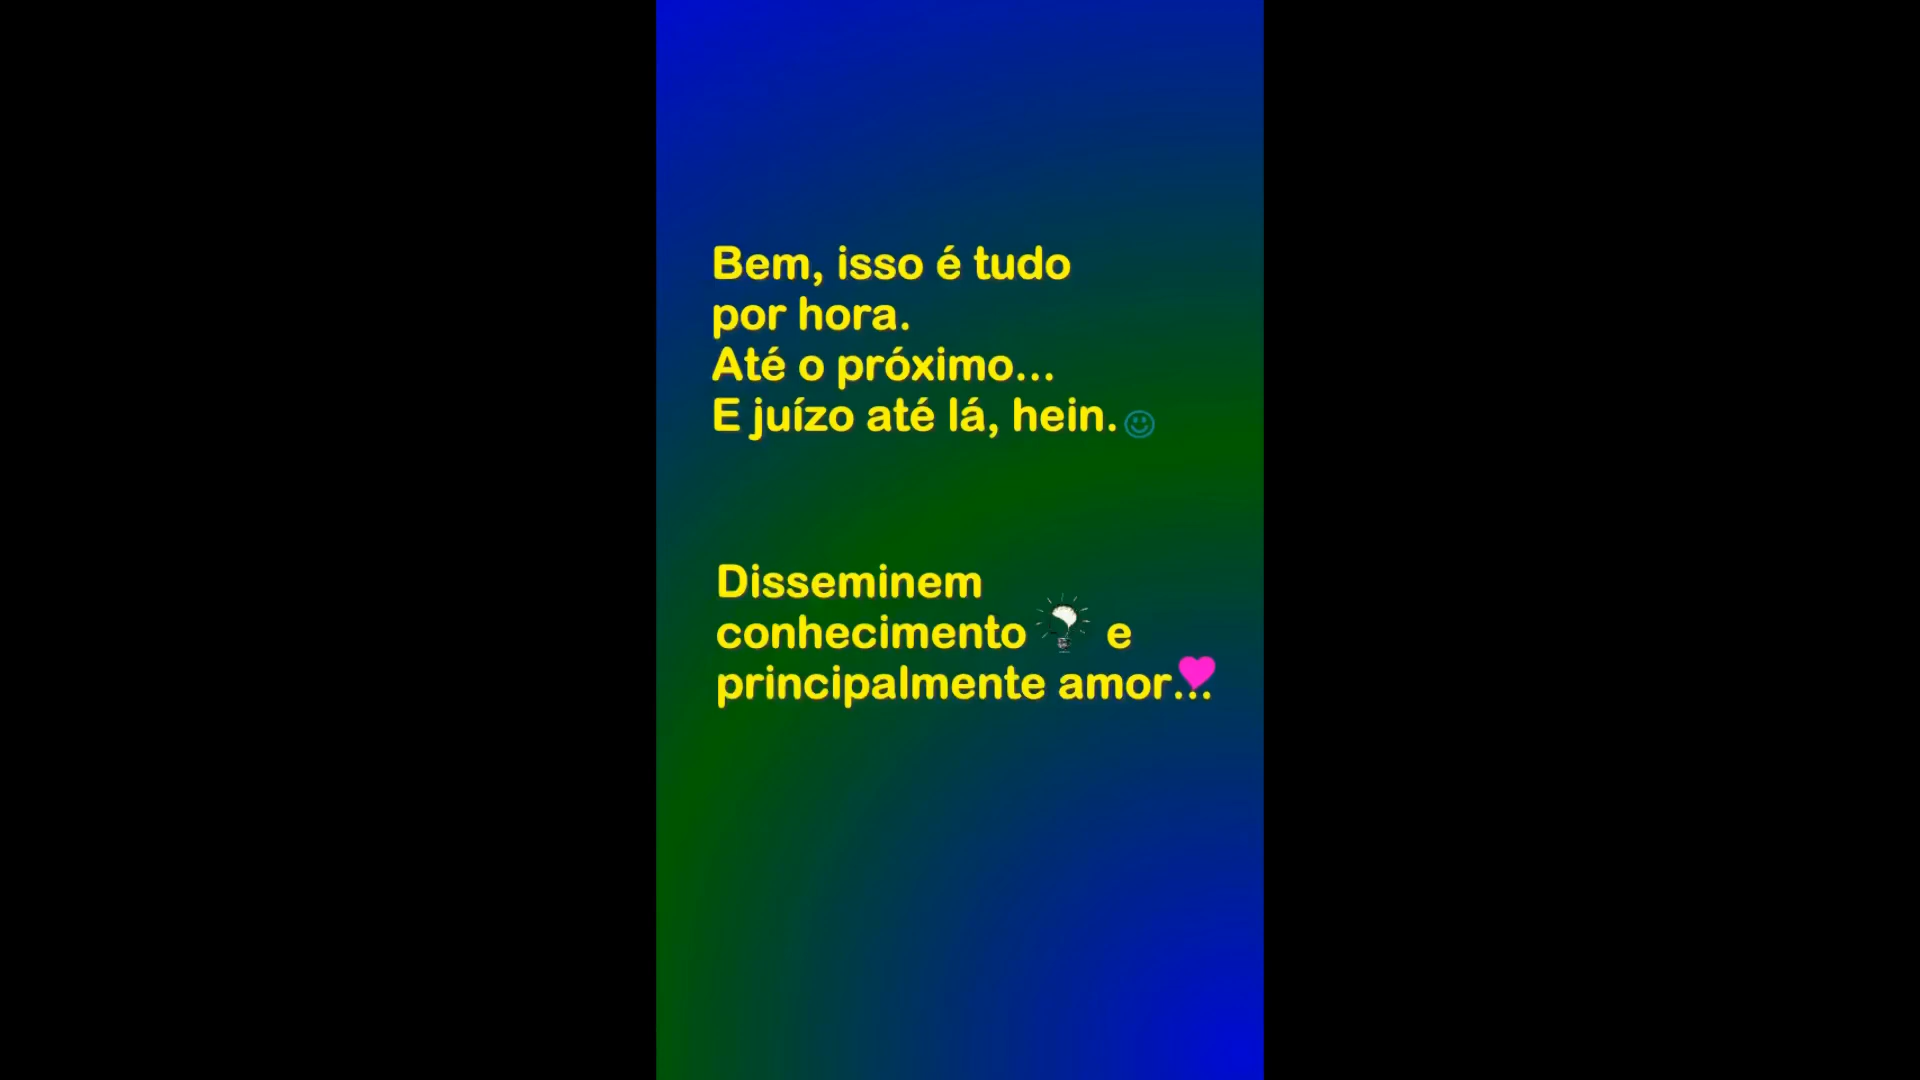 Bem, isso é tudo
por hora.
Até o próximo...
E juízo até lá, hein.
Disseminem
conhecimento e
principalmente amor...